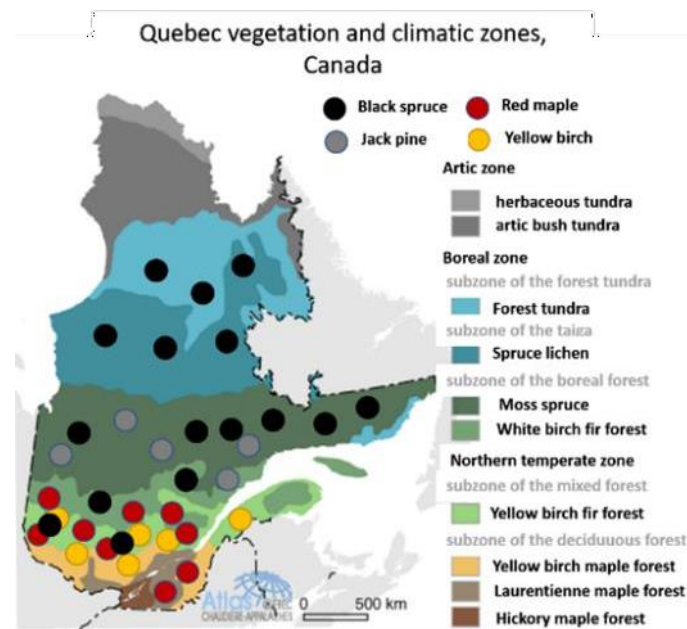 Quebec vegetation and climatic zones,
Canada
Black spruce
Red maple
Jack pine
Yellow birch
Artic zone
herbaceous tundra
artic bush tundra
Boreal zone
subzone of the forest tundra
Forest tundra
subzone of the taiga
Spruce lichen
subzone of the boreal forest
Moss spruce
White birch fir forest
Northern temperate zone
subzone of the mixed forest
Yellow birch fir forest
subzone of the deciduuous forest
Yellow birch maple forest
Laurentienne maple forest
Hickory maple forest
Atlas QUÉBEC
CHAUDIÈRE-APPALACHES
0 500 km